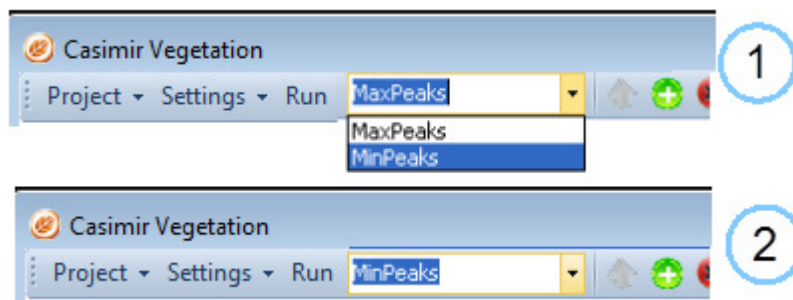 Casimir Vegetation
1
Project Settings Run MaxPeaks
MaxPeaks
MinPeaks
Casimir Vegetation
2
Project Settings Run MinPeaks